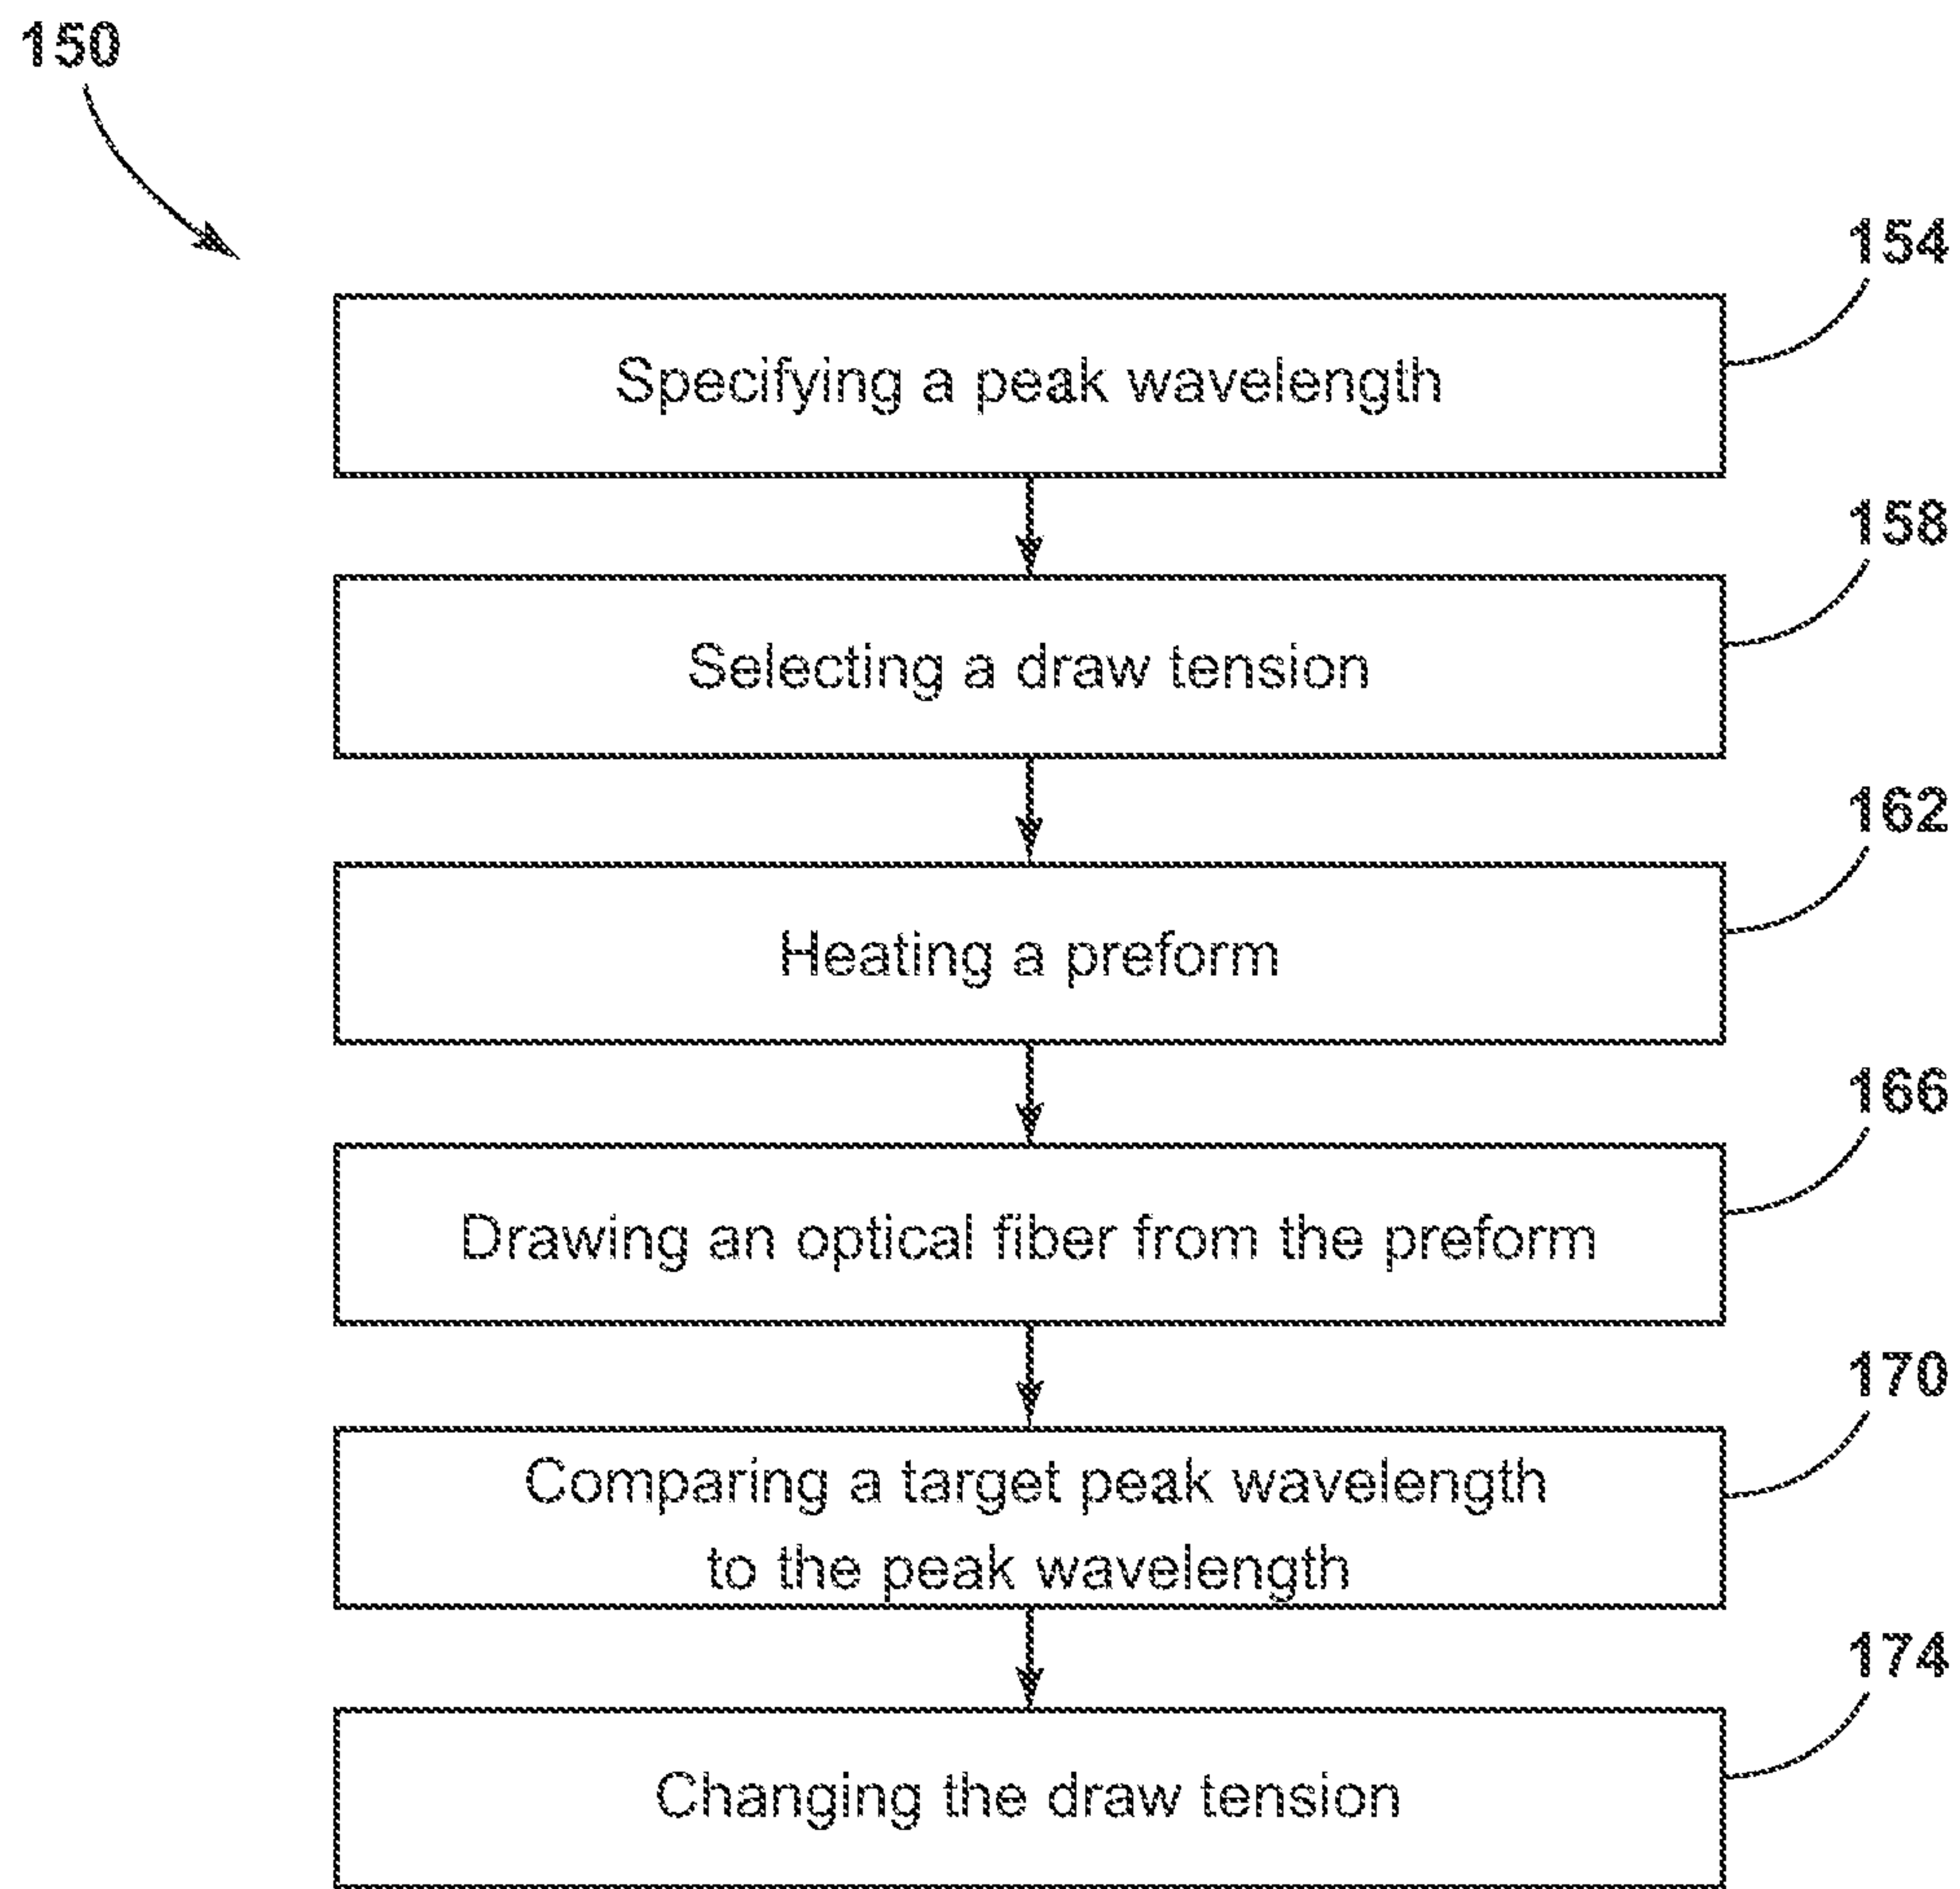 150
154
Specifying a peak wavelength
158
Selecting a draw tension
162
Heating a preform
166
Drawing an optical fiber from the preform
170
Comparing a target peak wavelength
to the peak wavelength
174
Changing the draw tension